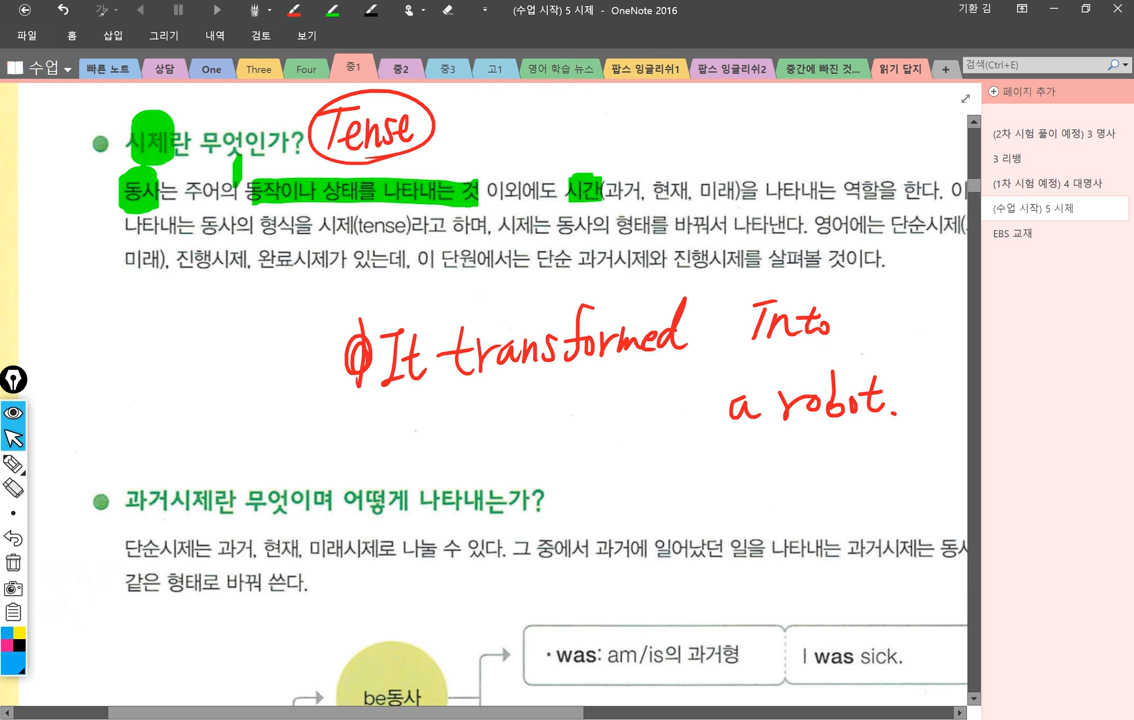 (수업 시작) 5 시제 - OneNote 2016
기환 김
파일 홈 삽입 그리기 내역 검토 보기
수업 빠른 노트 상담 One Three Four 중1 중2 중3 고1 영어 학습 뉴스 팝스 잉글리쉬1 팝스 잉글리쉬2 중간에 빠진 것... 읽기 답지 + 검색(Ctrl+E)
페이지 추가
(2차 시험 풀이 예정) 3 명사
3 리뱅
(1차 시험 예정) 4 대명사
(수업 시작) 5 시제
EBS 교재
시제란 무엇인가? Tense
동사는 주어의 동작이나 상태를 나타내는 것 이외에도 시간(과거, 현재, 미래)을 나타내는 역할을 한다. 이
나타내는 동사의 형식을 시제(tense)라고 하며, 시제는 동사의 형태를 바꿔서 나타낸다. 영어에는 단순시제(
미래), 진행시제, 완료시제가 있는데, 이 단원에서는 단순 과거시제와 진행시제를 살펴볼 것이다.
It transformed Into
a robot.
과거시제란 무엇이며 어떻게 나타내는가?
단순시제는 과거, 현재, 미래시제로 나눌 수 있다. 그 중에서 과거에 일어났던 일을 나타내는 과거시제는 동사
같은 형태로 바꿔 쓴다.
be동사
· was: am/is의 과거형 I was sick.